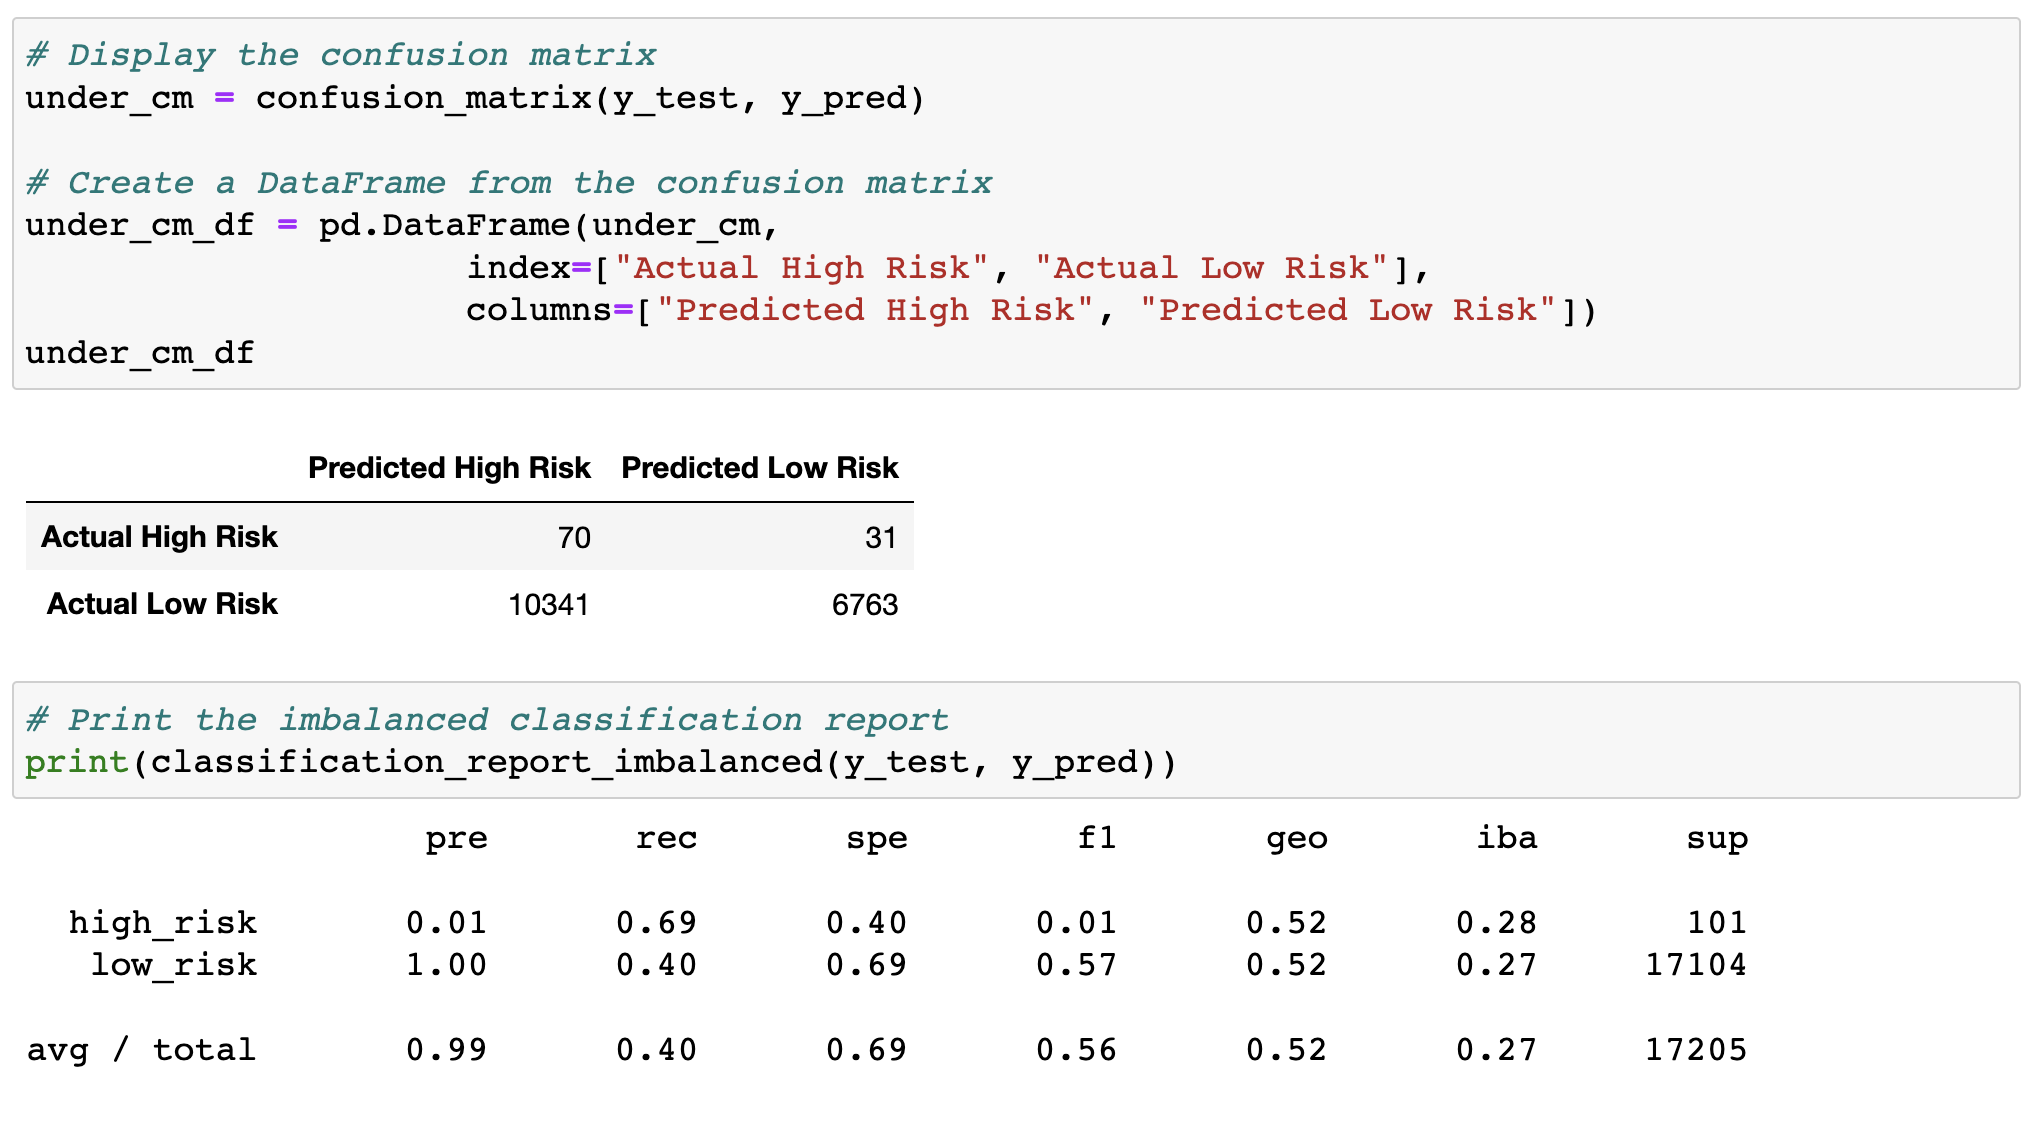 # Display the confusion matrix
under_cm = confusion_matrix(y_test, y_pred)
# Create a DataFrame from the confusion matrix
under_cm_df = pd.DataFrame(under_cm,
index=["Actual High Risk", "Actual Low Risk"],
columns=["Predicted High Risk", "Predicted Low Risk"])
under_cm_df
Predicted High Risk Predicted Low Risk
Actual High Risk 70 31
Actual Low Risk 10341 6763
# Print the imbalanced classification report
print(classification_report_imbalanced(y_test, y_pred))
pre rec spe f1 geo iba sup
high_risk 0.01 0.69 0.40 0.01 0.52 0.28 101
low_risk 1.00 0.40 0.69 0.57 0.52 0.27 17104
avg / total 0.99 0.40 0.69 0.56 0.52 0.27 17205